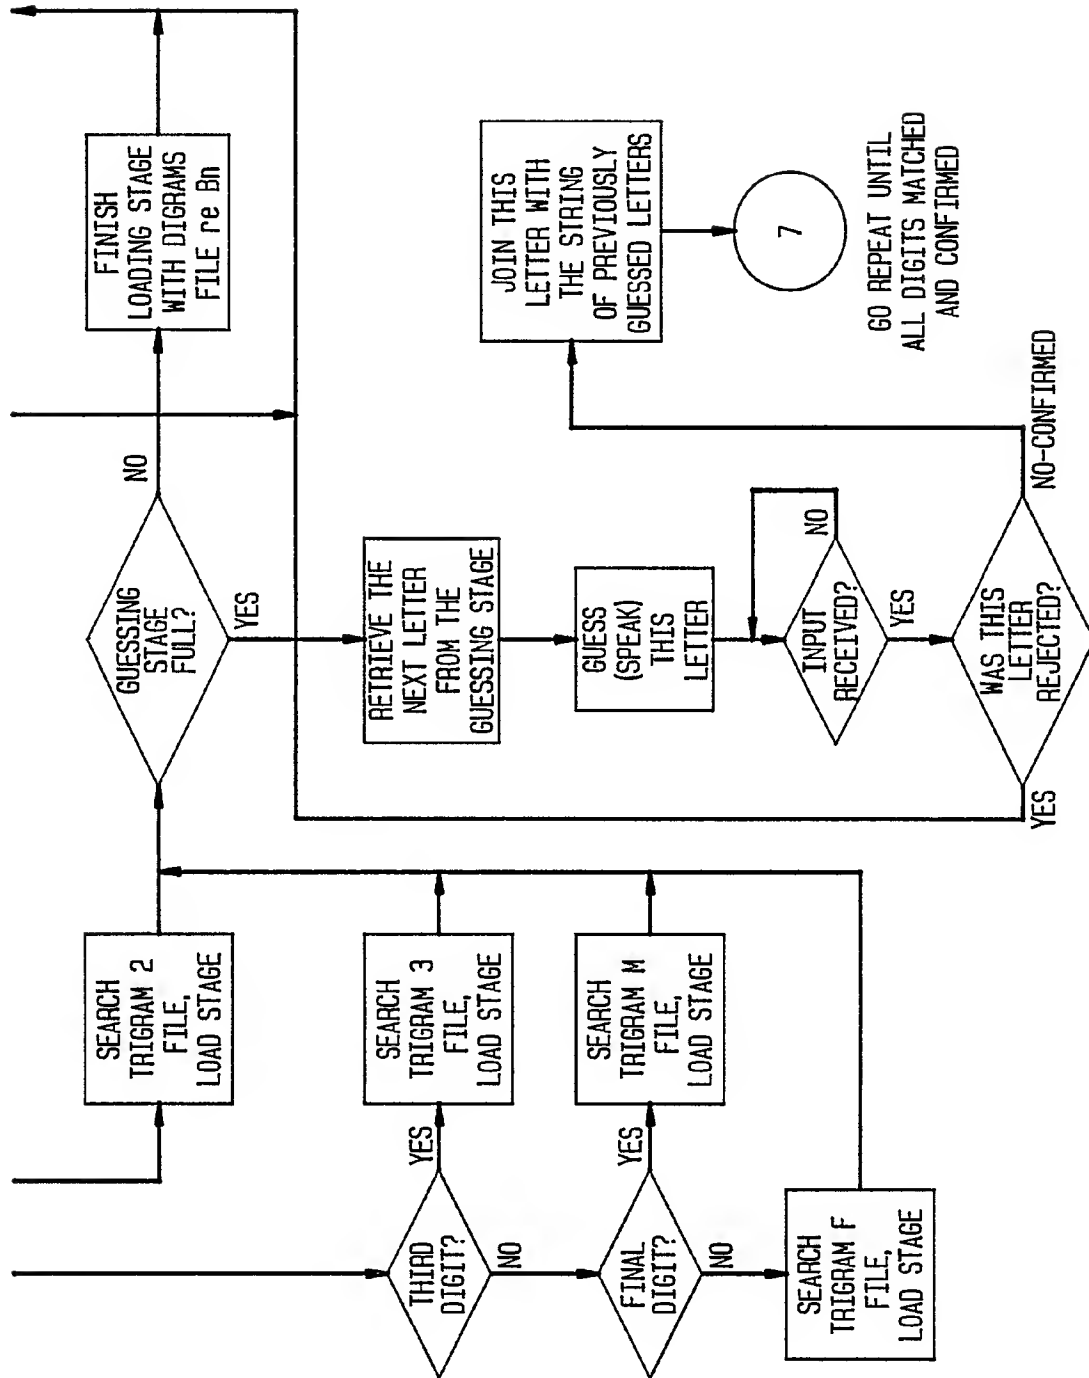 SEARCH
TRIGRAM 2
FILE,
LOAD STAGE
GUESSING
STAGE
FULL?
NO
YES
FINISH
LOADING STAGE
WITH DIGRAMS
FILE re Bn
THIRD
DIGIT?
YES
NO
SEARCH
TRIGRAM 3
FILE,
LOAD STAGE
RETRIEVE THE
NEXT LETTER
FROM THE
GUESSING STAGE
FINAL
DIGIT?
YES
NO
SEARCH
TRIGRAM M
FILE,
LOAD STAGE
GUESS
(SPEAK)
THIS
LETTER
JOIN THIS
LETTER WITH
THE STRING
OF PREVIOUSLY
GUESSED LETTERS
SEARCH
TRIGRAM F
FILE,
LOAD STAGE
INPUT
RECEIVED?
NO
YES
7
GO REPEAT UNTIL
ALL DIGITS MATCHED
AND CONFIRMED
WAS THIS
LETTER
REJECTED?
YES
NO-CONFIRMED